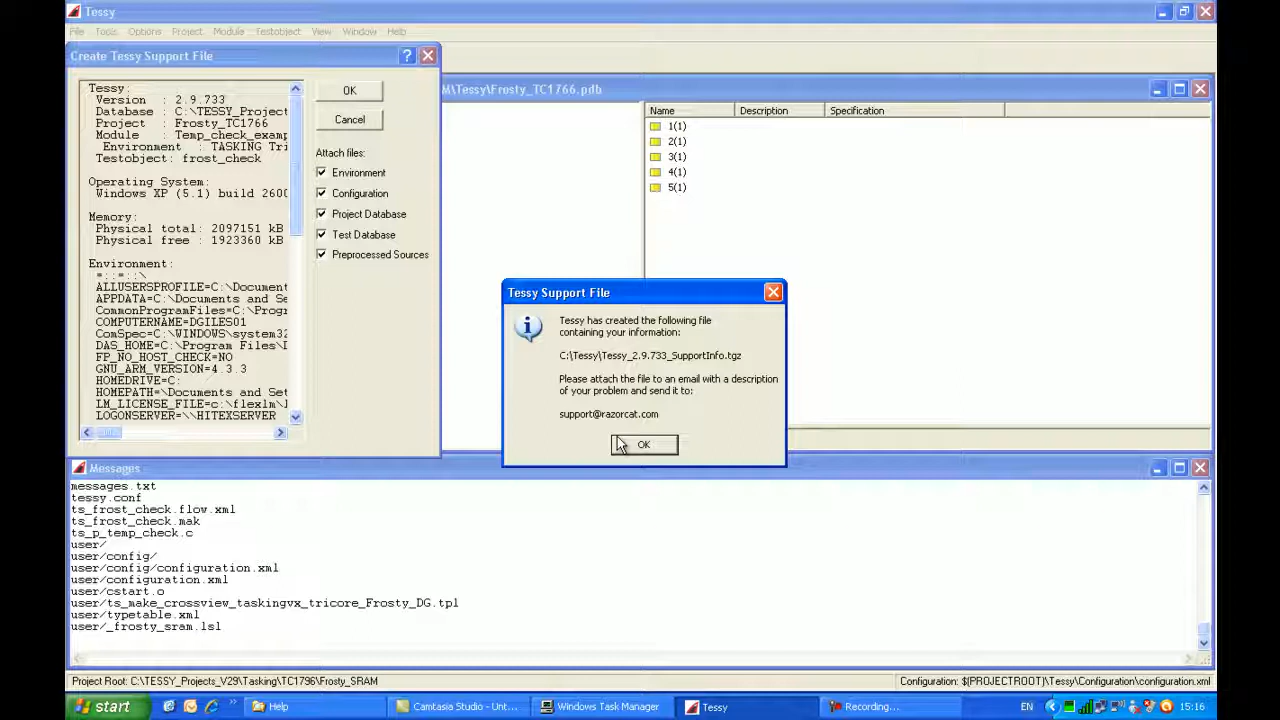 Tessy
File Tools Options Project Module Testobject View Window Help
Create Tessy Support File
Tessy:
Version : 2.9.733
Database : C:\TESSY_Project
Project : Frosty_TC1766
Module : Temp_check_examp
Environment : TASKING Tri
Testobject: frost_check
Operating System:
Windows XP (5.1) build 2600
Memory:
Physical total: 2097151 kB
Physical free : 1923360 kB
Environment:
=::=::\
ALLUSERSPROFILE=C:\Document
APPDATA=C:\Documents and Se
CommonProgramFiles=C:\Progr
COMPUTERNAME=DGILES01
ComSpec=C:\WINDOWS\system32
DAS_HOME=C:\Program Files\I
FP_NO_HOST_CHECK=NO
GNU_ARM_VERSION=4.3.3
HOMEDRIVE=C:
HOMEPATH=\Documents and Set
LM_LICENSE_FILE=c:\flexlm\l
LOGONSERVER=\\HITEXSERVER
OK
Cancel
Attach files:
Environment
Configuration
Project Database
Test Database
Preprocessed Sources
M\Tessy\Frosty_TC1766.pdb
Name Description Specification
1(1)
2(1)
3(1)
4(1)
5(1)
Tessy Support File
Tessy has created the following file
containing your information:
C:\Tessy\Tessy_2.9.733_SupportInfo.tgz
Please attach the file to an email with a description
of your problem and send it to:
support@razorcat.com
OK
Messages
messages.txt
tessy.conf
ts_frost_check.flow.xml
ts_frost_check.mak
ts_p_temp_check.c
user/
user/config/
user/config/configuration.xml
user/configuration.xml
user/cstart.o
user/ts_make_crossview_taskingvx_tricore_Frosty_DG.tpl
user/typetable.xml
user/_frosty_sram.lsl
Project Root: C:\TESSY_Projects_V29\Tasking\TC1796\Frosty_SRAM
Configuration: $(PROJECTROOT)\Tessy\Configuration\configuration.xml
start
Help
Camtasia Studio - Unt...
Windows Task Manager
Tessy
Recording...
EN
15:16